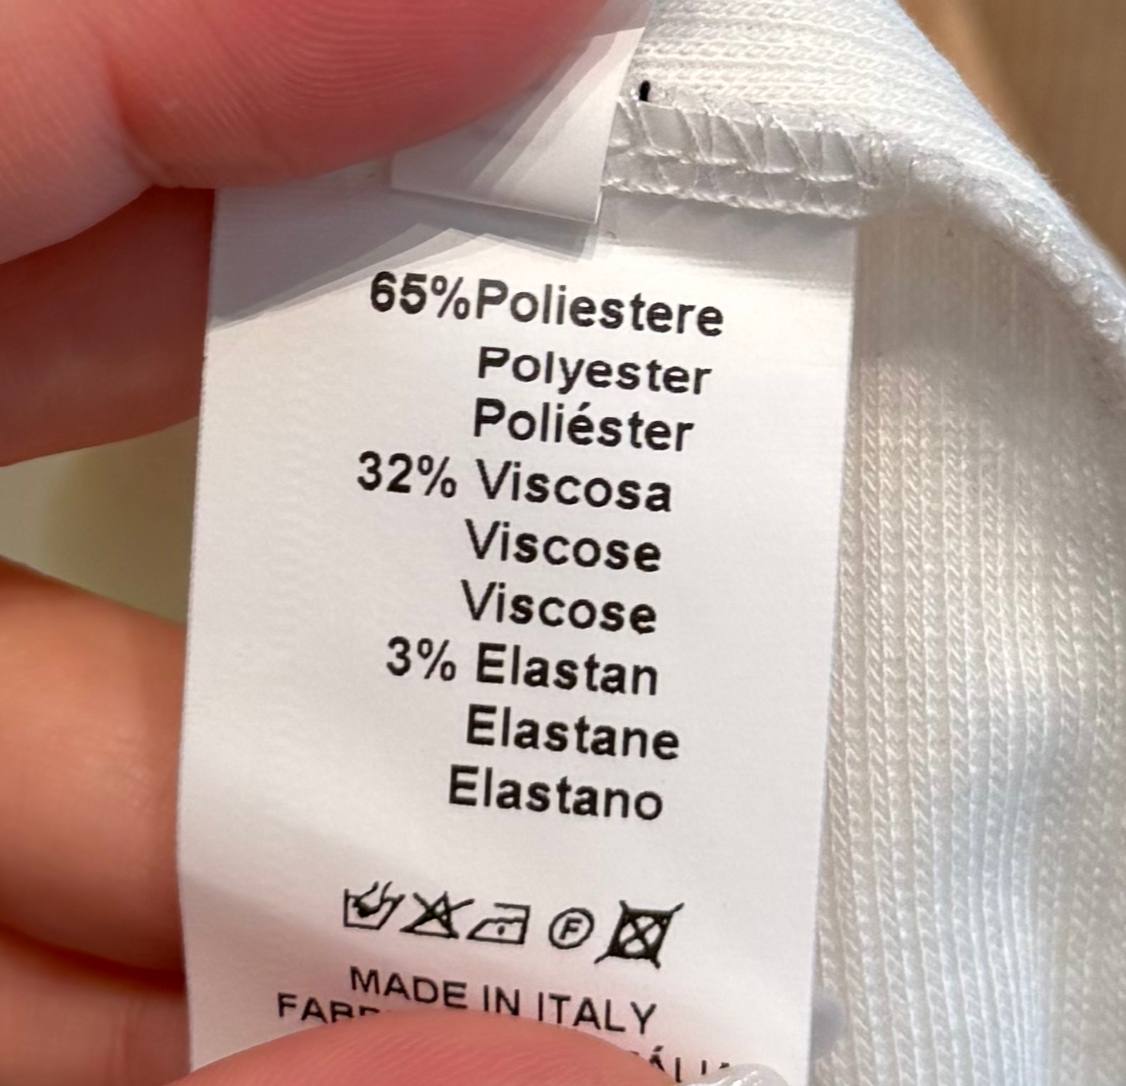 65%Poliestere
Polyester
Poliéster
32% Viscosa
Viscose
Viscose
3% Elastan
Elastane
Elastano
F
MADE IN ITALY